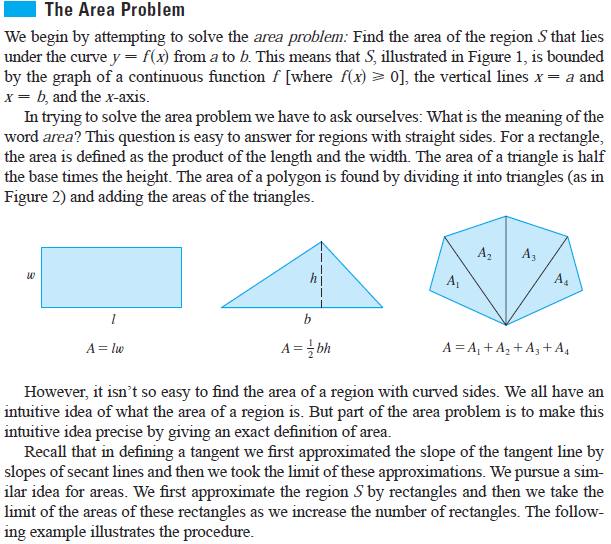 The Area Problem
We begin by attempting to solve the area problem: Find the area of the region S that lies
under the curve y = f(x) from a to b. This means that S, illustrated in Figure 1, is bounded
by the graph of a continuous function f [where f(x) ≥ 0], the vertical lines x = a and
x = b, and the x-axis.
In trying to solve the area problem we have to ask ourselves: What is the meaning of the
word area? This question is easy to answer for regions with straight sides. For a rectangle,
the area is defined as the product of the length and the width. The area of a triangle is half
the base times the height. The area of a polygon is found by dividing it into triangles (as in
Figure 2) and adding the areas of the triangles.
w
l
A = lw
h
b
A = ½ bh
A₁
A₂
A₃
A₄
A = A₁ + A₂ + A₃ + A₄
However, it isn't so easy to find the area of a region with curved sides. We all have an
intuitive idea of what the area of a region is. But part of the area problem is to make this
intuitive idea precise by giving an exact definition of area.
Recall that in defining a tangent we first approximated the slope of the tangent line by
slopes of secant lines and then we took the limit of these approximations. We pursue a sim-
ilar idea for areas. We first approximate the region S by rectangles and then we take the
limit of the areas of these rectangles as we increase the number of rectangles. The follow-
ing example illustrates the procedure.